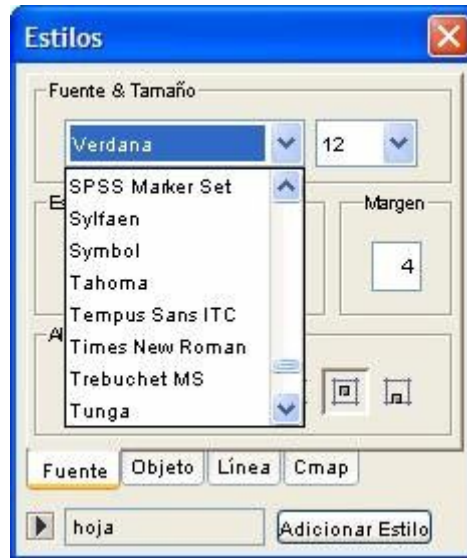 Estilos
Fuente & Tamaño
Verdana
12
SPSS Marker Set
Sylfaen
Symbol
Tahoma
Tempus Sans ITC
Times New Roman
Trebuchet MS
Tunga
Margen
4
Fuente
Objeto
Línea
Cmap
hoja
Adicionar Estilo